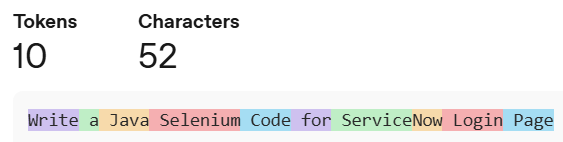 Tokens Characters
10 52
Write a Java Selenium Code for ServiceNow Login Page